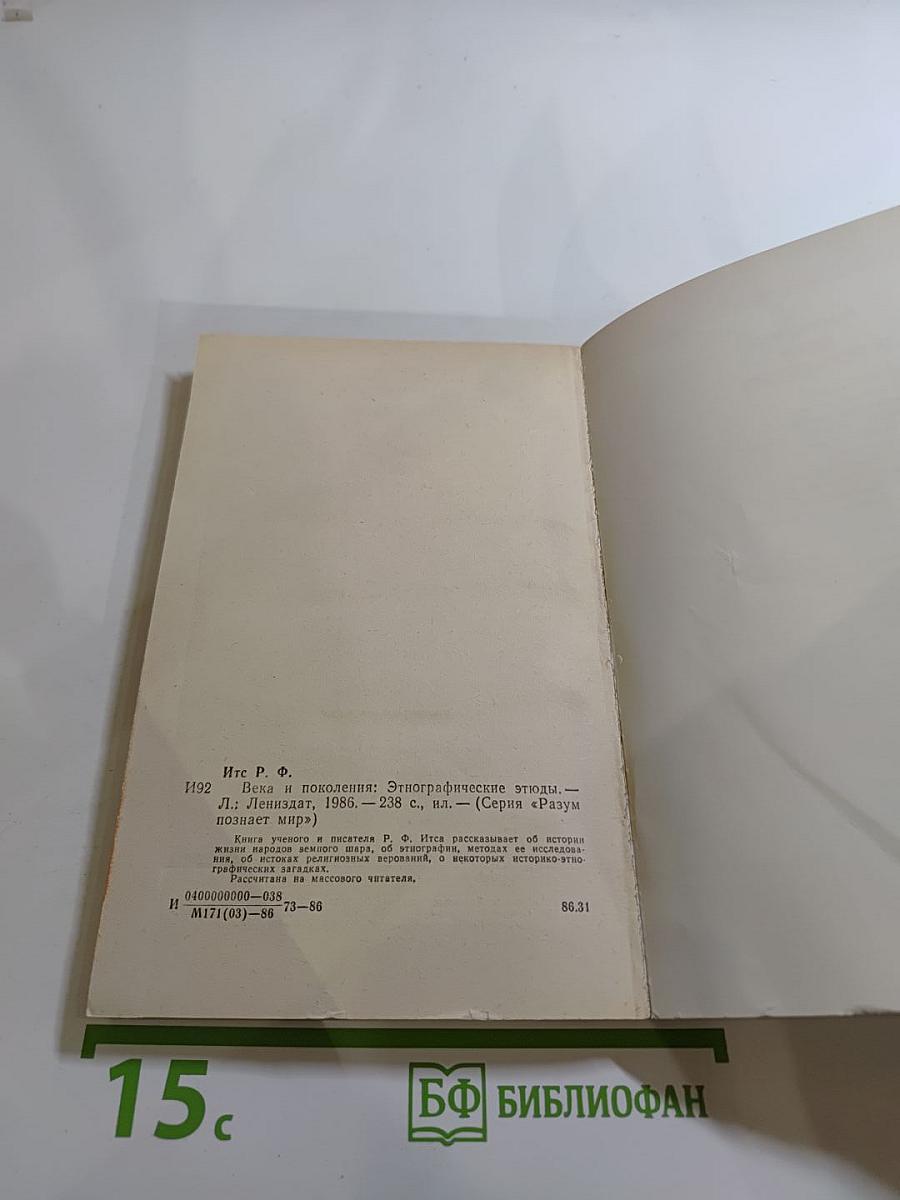 Итс Р. Ф.
И92 Века и поколения: Этнографические этюды.—
Л.: Лениздат, 1986.— 238 с., ил.— (Серия «Разум
познает мир»)
Книга ученого и писателя Р. Ф. Итса рассказывает об истории
жизни народов земного шара, об этнографии, методах ее исследова-
ния, об истоках религиозных верований, о некоторых историко-этно-
графических загадках.
Рассчитана на массового читателя.
И 0400000000—038 73—86 86.31
М171(03)—86
15 с
БФ БИБЛИОФАН